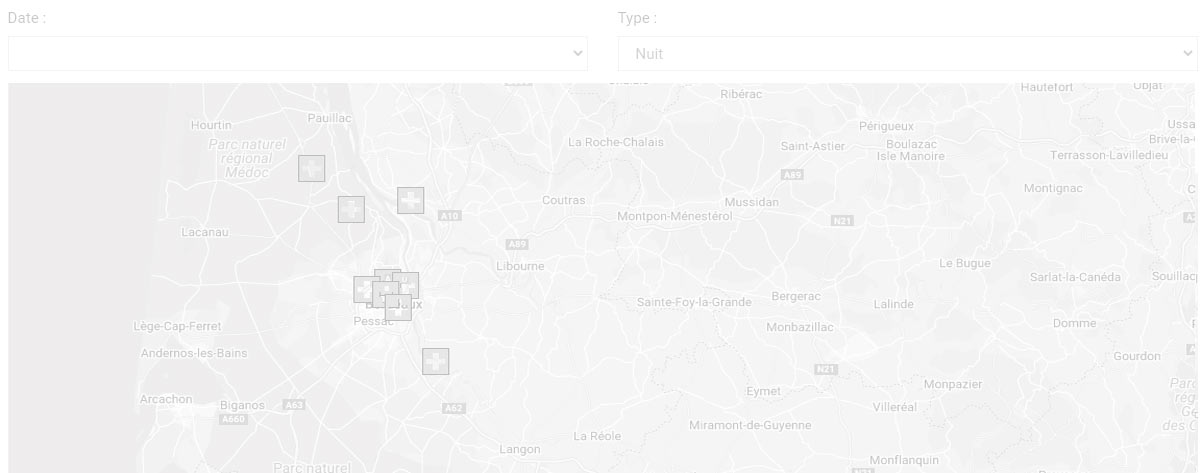 Date :
Type :
Nuit
Ribérac
Hautefort
Objat
Hourtin
Pauillac
Périgueux
Ussa
Parc naturel
régional
Médoc
La Roche-Chalais
Saint-Astier
Boulazac
Isle Manoire
Brive-la-
Terrasson-Lavilledieu
A89
Montignac
Coutras
Mussidan
A10
Montpon-Ménestérol
N21
Lacanau
A89
Libourne
Le Bugue
Sarlat-la-Canéda
Souillac
Bergerac
Sainte-Foy-la-Grande
Lalinde
Pessac
Lège-Cap-Ferret
Monbazillac
Domme
Andernos-les-Bains
Gourdon
N21
Monpazier
Eymet
Arcachon
Biganos
A63
A62
Villeréal
A660
Miramont-de-Guyenne
La Réole
Langon
Monflanquin
Parc naturel
N21